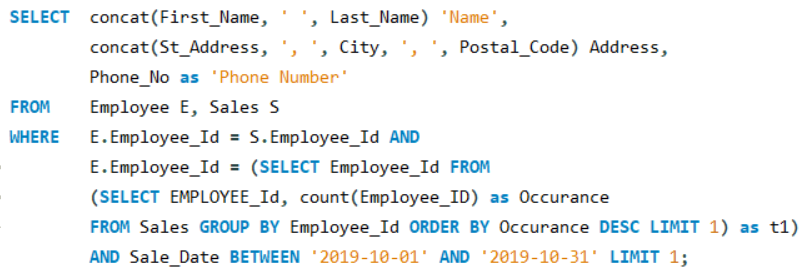 SELECT concat(First_Name, ' ', Last_Name) 'Name',
concat(St_Address, ', ', City, ', ', Postal_Code) Address,
Phone_No as 'Phone Number'
FROM Employee E, Sales S
WHERE E.Employee_Id = S.Employee_Id AND
E.Employee_Id = (SELECT Employee_Id FROM
(SELECT EMPLOYEE_Id, count(Employee_ID) as Occurance
FROM Sales GROUP BY Employee_Id ORDER BY Occurance DESC LIMIT 1) as t1)
AND Sale_Date BETWEEN '2019-10-01' AND '2019-10-31' LIMIT 1;